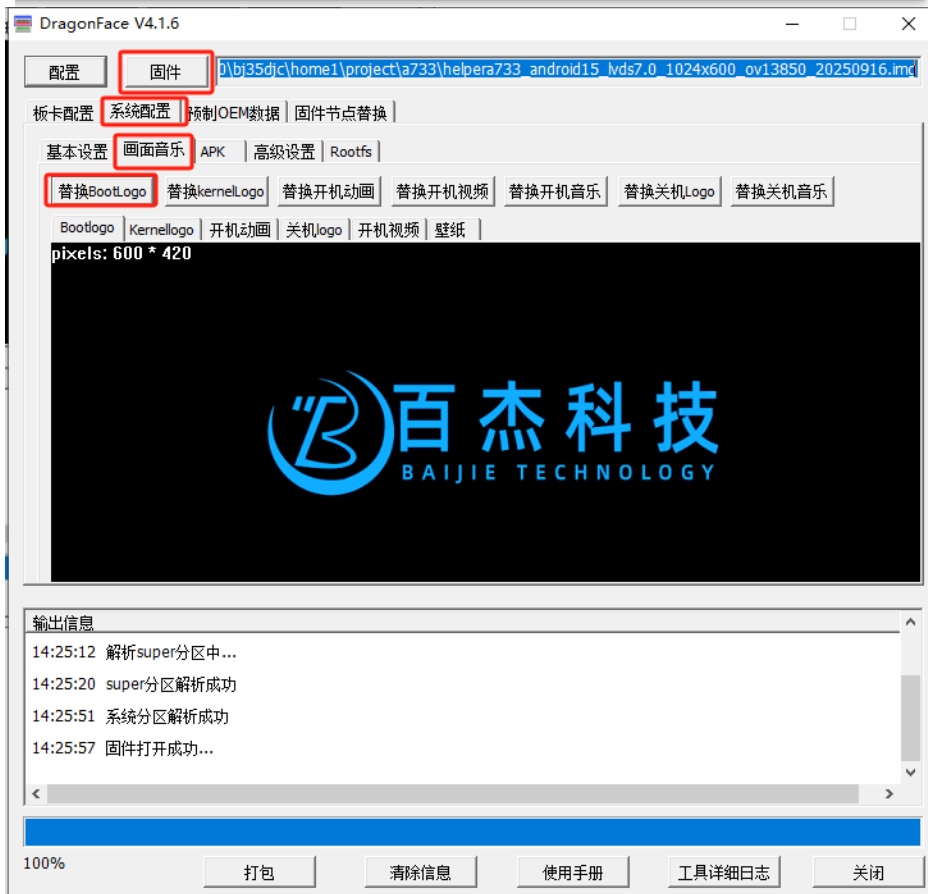 DragonFace V4.1.6
配置 固件 0\bj35djc\home1\project\a733\helpera733_android15_lvds7.0_1024x600_ov13850_20250916.img
板卡配置 系统配置 预制OEM数据 固件节点替换
基本设置 画面音乐 APK 高级设置 Rootfs
替换BootLogo 替换kernelLogo 替换开机动画 替换开机视频 替换开机音乐 替换关机Logo 替换关机音乐
Bootlogo Kernellogo 开机动画 关机logo 开机视频 壁纸
pixels: 600 * 420
百杰科技
BAIJIE TECHNOLOGY
输出信息
14:25:12 解析super分区中...
14:25:20 super分区解析成功
14:25:51 系统分区解析成功
14:25:57 固件打开成功...
100%
打包 清除信息 使用手册 工具详细日志 关闭